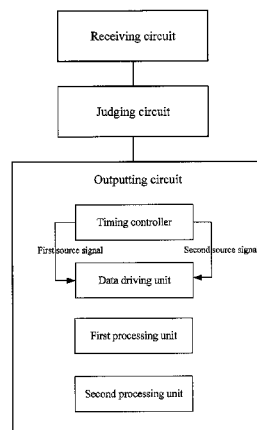 Receiving circuit
Judging circuit
Outputting circuit
Timing controller
First source signal
Second source signal
Data driving unit
First processing unit
Second processing unit